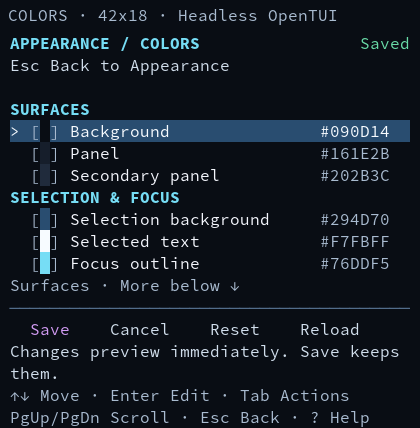 COLORS · 42x18 · Headless OpenTUI
APPEARANCE / COLORS Saved
Esc Back to Appearance
SURFACES
> [ ] Background #090D14
[ ] Panel #161E2B
[ ] Secondary panel #202B3C
SELECTION & FOCUS
[ ] Selection background #294D70
[ ] Selected text #F7FBFF
[ ] Focus outline #76DDF5
Surfaces · More below ↓
Save Cancel Reset Reload
Changes preview immediately. Save keeps
them.
↑↓ Move · Enter Edit · Tab Actions
PgUp/PgDn Scroll · Esc Back · ? Help